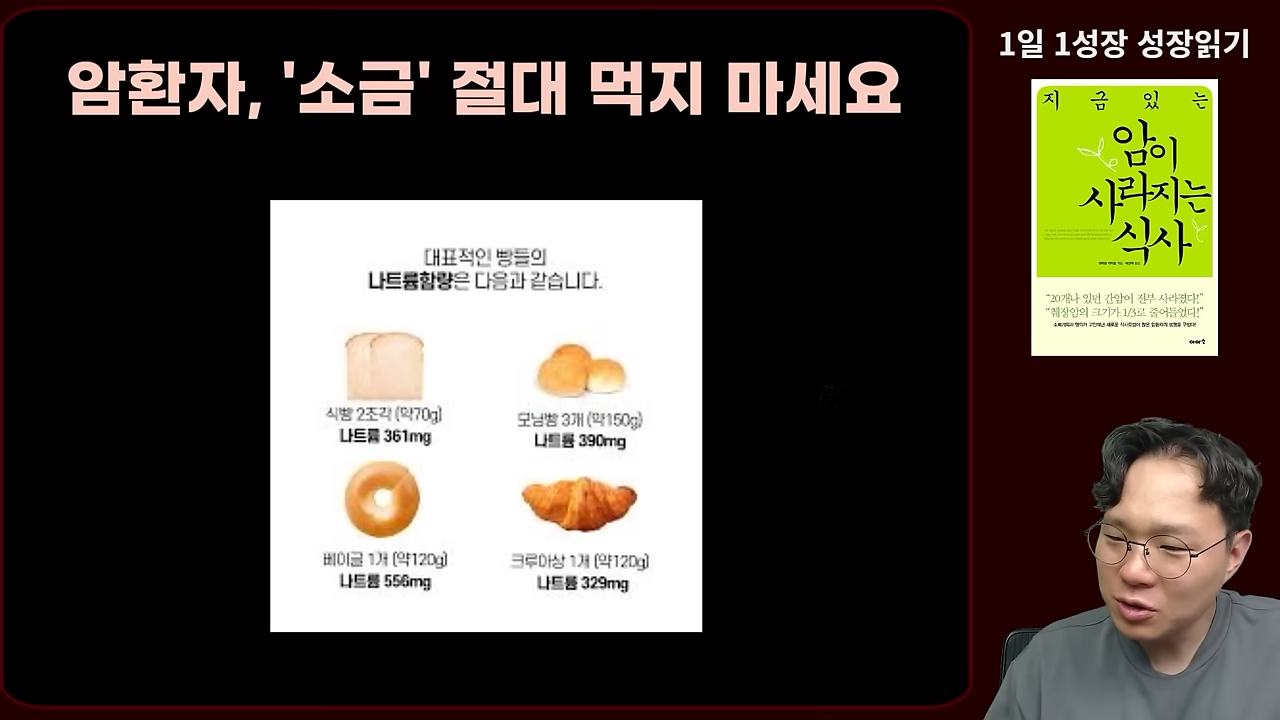 암환자, '소금' 절대 먹지 마세요
1일 1성장 성장읽기
지금있는
암이
사라지는
식사
"20개나 있던 간암이 전부 사라졌다!"
"췌장암의 크기가 1/3로 줄어들었다!"
대표적인 빵들의
나트륨함량은 다음과 같습니다.
식빵 2조각 (약70g)
나트륨 361mg
모닝빵 3개 (약150g)
나트륨 390mg
베이글 1개 (약120g)
나트륨 556mg
크루아상 1개 (약120g)
나트륨 329mg